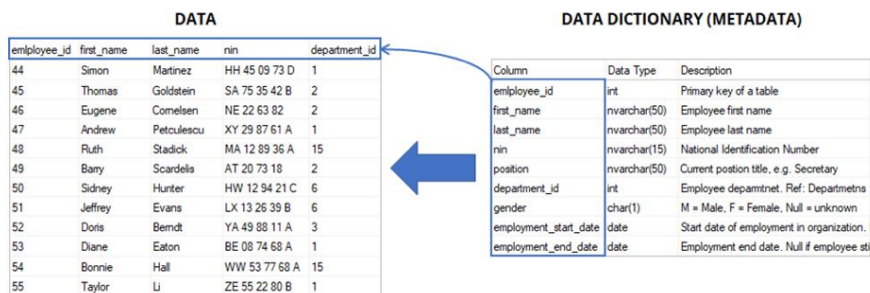 DATA
emlployee_id first_name last_name nin department_id
44 Simon Martinez HH 45 09 73 D 1
45 Thomas Goldstein SA 75 35 42 B 2
46 Eugene Comelsen NE 22 63 82 2
47 Andrew Petculescu XY 29 87 61 A 1
48 Ruth Stadick MA 12 89 36 A 15
49 Barry Scardelis AT 20 73 18 2
50 Sidney Hunter HW 12 94 21 C 6
51 Jeffrey Evans LX 13 26 39 B 6
52 Doris Berndt YA 49 88 11 A 3
53 Diane Eaton BE 08 74 68 A 1
54 Bonnie Hall WW 53 77 68 A 15
55 Taylor Li ZE 55 22 80 B 1
DATA DICTIONARY (METADATA)
Column Data Type Description
emlployee_id int Primary key of a table
first_name nvarchar(50) Employee first name
last_name nvarchar(50) Employee last name
nin nvarchar(15) National Identification Number
position nvarchar(50) Current postion title, e.g. Secretary
department_id int Employee depamtnet. Ref: Departmetns
gender char(1) M = Male, F = Female, Null = unknown
employment_start_date date Start date of employment in organization.
employment_end_date date Employment end date. Null if employee sti